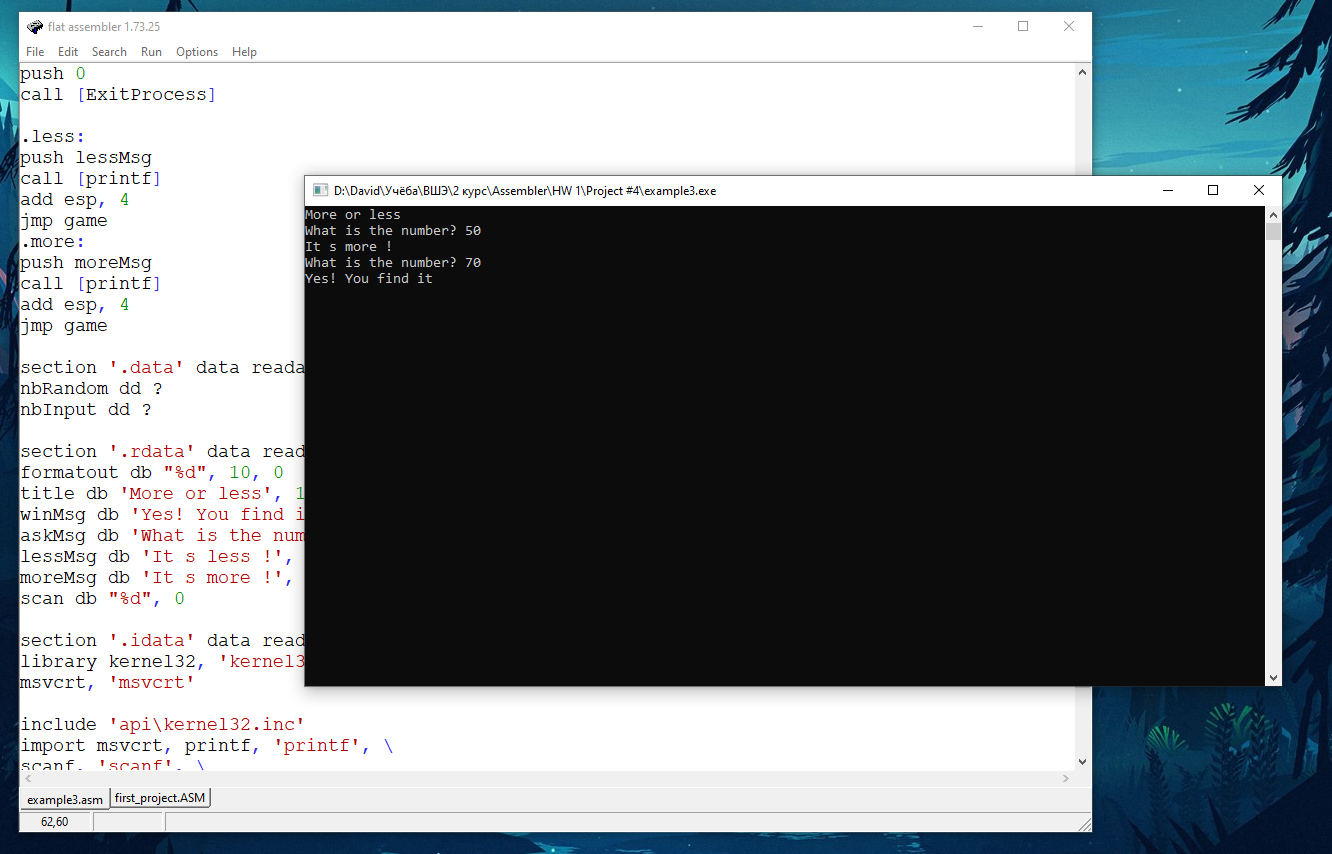 flat assembler 1.73.25
File Edit Search Run Options Help
push 0
call [ExitProcess]
.less:
push lessMsg
call [printf]
add esp, 4
jmp game
.more:
push moreMsg
call [printf]
add esp, 4
jmp game
section '.data' data reada
nbRandom dd ?
nbInput dd ?
section '.rdata' data read
formatout db "%d", 10, 0
title db 'More or less', 1
winMsg db 'Yes! You find i
askMsg db 'What is the num
lessMsg db 'It s less !',
moreMsg db 'It s more !',
scan db "%d", 0
section '.idata' data read
library kernel32, 'kernel3
msvcrt, 'msvcrt'
include 'api\kernel32.inc'
import msvcrt, printf, 'printf', \
scanf, 'scanf', \
example3.asm first_project.ASM
62,60
D:\David\Учёба\ВШЭ\2 курс\Assembler\HW 1\Project #4\example3.exe
More or less
What is the number? 50
It s more !
What is the number? 70
Yes! You find it